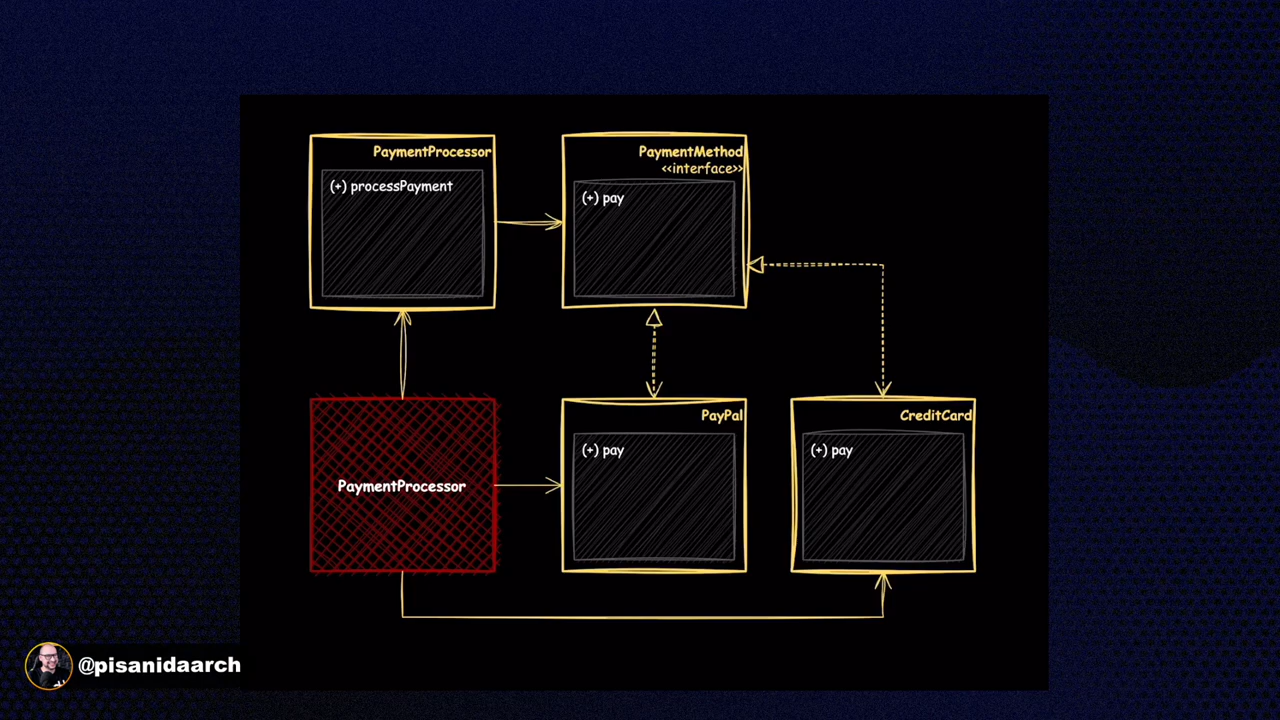 PaymentProcessor
(+) processPayment
PaymentMethod
<<interface>>
(+) pay
PaymentProcessor
PayPal
(+) pay
CreditCard
(+) pay
@pisanidaarch